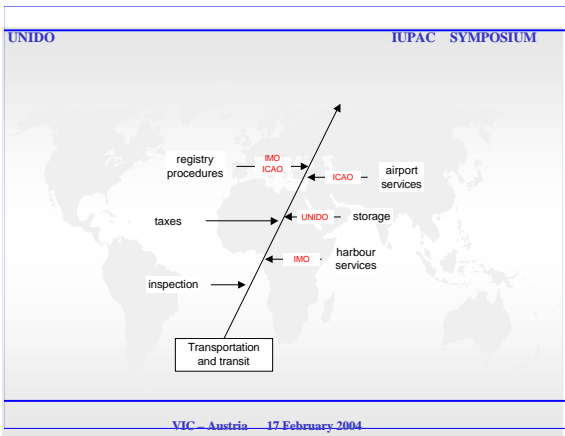 UNIDO IUPAC SYMPOSIUM
registry
procedures
IMO
ICAO
ICAO
airport
services
taxes
UNIDO
storage
IMO
harbour
services
inspection
Transportation
and transit
VIC – Austria 17 February 2004